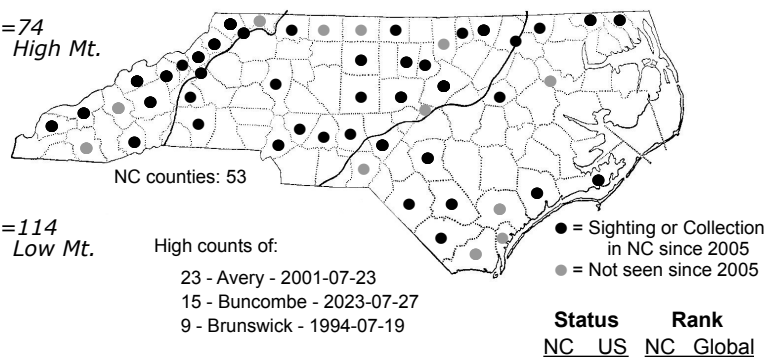 =74
High Mt.
NC counties: 53
=114
Low Mt.
High counts of:
23 - Avery - 2001-07-23
15 - Buncombe - 2023-07-27
9 - Brunswick - 1994-07-19
● = Sighting or Collection
in NC since 2005
● = Not seen since 2005
Status Rank
NC US NC Global